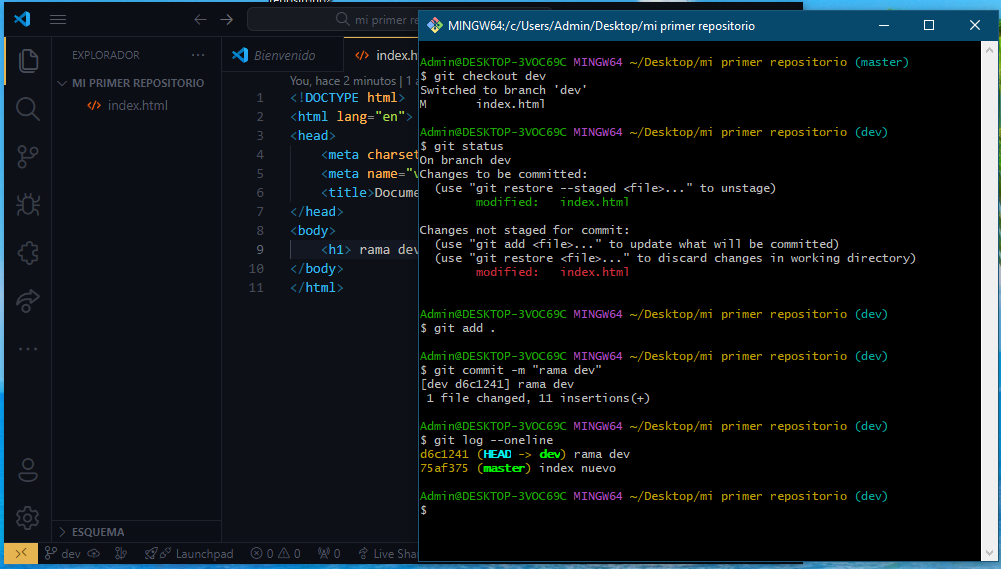 mi primer re
EXPLORADOR
MI PRIMER REPOSITORIO
index.html
ESQUEMA
Bienvenido
index.h
You, hace 2 minutos | 1 a
1 <!DOCTYPE html>
2 <html lang="en">
3 <head>
4 <meta charset
5 <meta name="v
6 <title>Docume
7 </head>
8 <body>
9 <h1> rama dev
10 </body>
11 </html>
dev
Launchpad
0
0
0
Live Sha
MINGW64:/c/Users/Admin/Desktop/mi primer repositorio
Admin@DESKTOP-3VOC69C MINGW64 ~/Desktop/mi primer repositorio (master)
$ git checkout dev
Switched to branch 'dev'
M index.html
Admin@DESKTOP-3VOC69C MINGW64 ~/Desktop/mi primer repositorio (dev)
$ git status
On branch dev
Changes to be committed:
(use "git restore --staged <file>..." to unstage)
modified: index.html
Changes not staged for commit:
(use "git add <file>..." to update what will be committed)
(use "git restore <file>..." to discard changes in working directory)
modified: index.html
Admin@DESKTOP-3VOC69C MINGW64 ~/Desktop/mi primer repositorio (dev)
$ git add .
Admin@DESKTOP-3VOC69C MINGW64 ~/Desktop/mi primer repositorio (dev)
$ git commit -m "rama dev"
[dev d6c1241] rama dev
1 file changed, 11 insertions(+)
Admin@DESKTOP-3VOC69C MINGW64 ~/Desktop/mi primer repositorio (dev)
$ git log --oneline
d6c1241 (HEAD -> dev) rama dev
75af375 (master) index nuevo
Admin@DESKTOP-3VOC69C MINGW64 ~/Desktop/mi primer repositorio (dev)
$